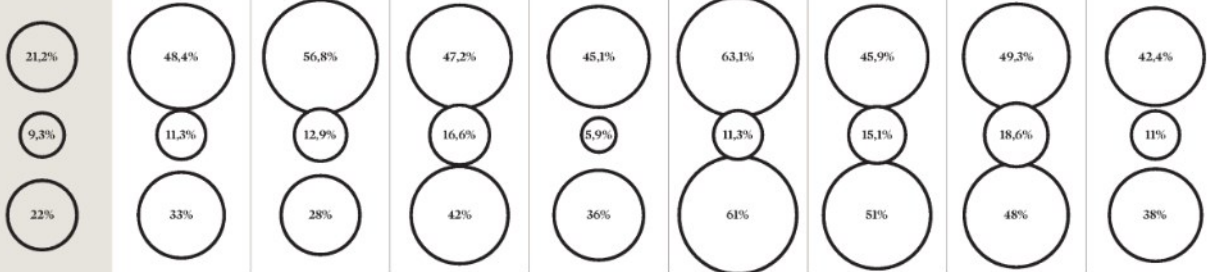 21,2% 48,4% 56,8% 47,2% 45,1% 63,1% 45,9% 49,3% 42,4%
9,3% 11,3% 12,9% 16,6% 5,9% 11,3% 15,1% 18,6% 11%
22% 33% 28% 42% 36% 61% 51% 48% 38%